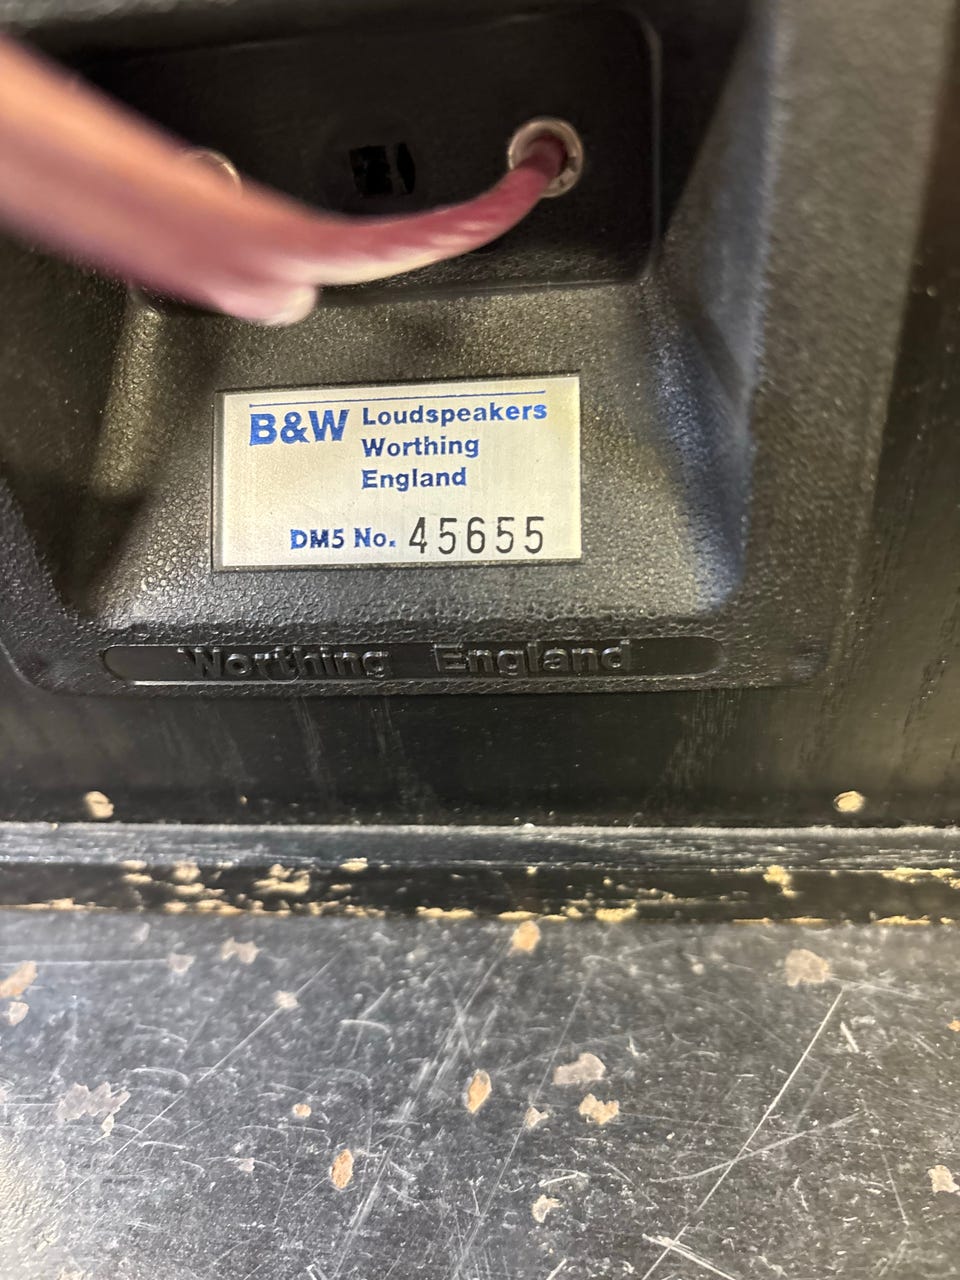 B&W Loudspeakers
Worthing
England
DM5 No. 45655
Worthing England